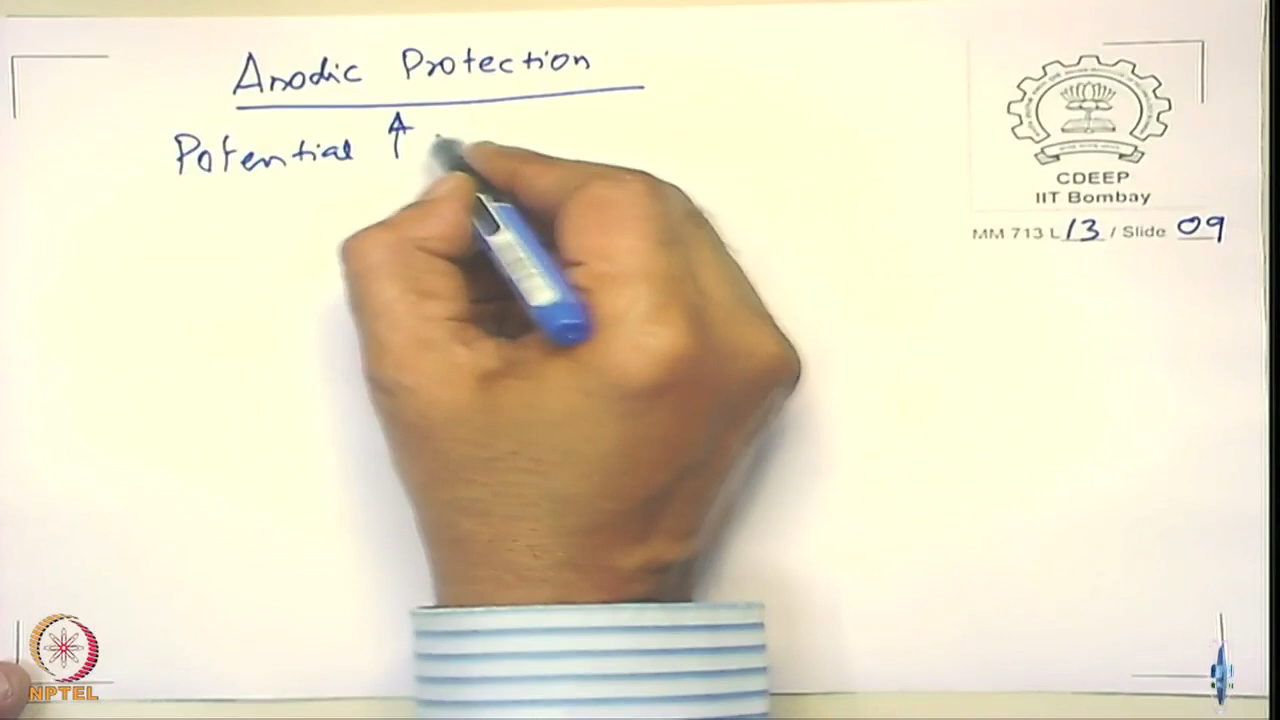 Anodic Protection
Potential ↑
CDEEP
IIT Bombay
MM 713 L 13 / Slide 09
NPTEL